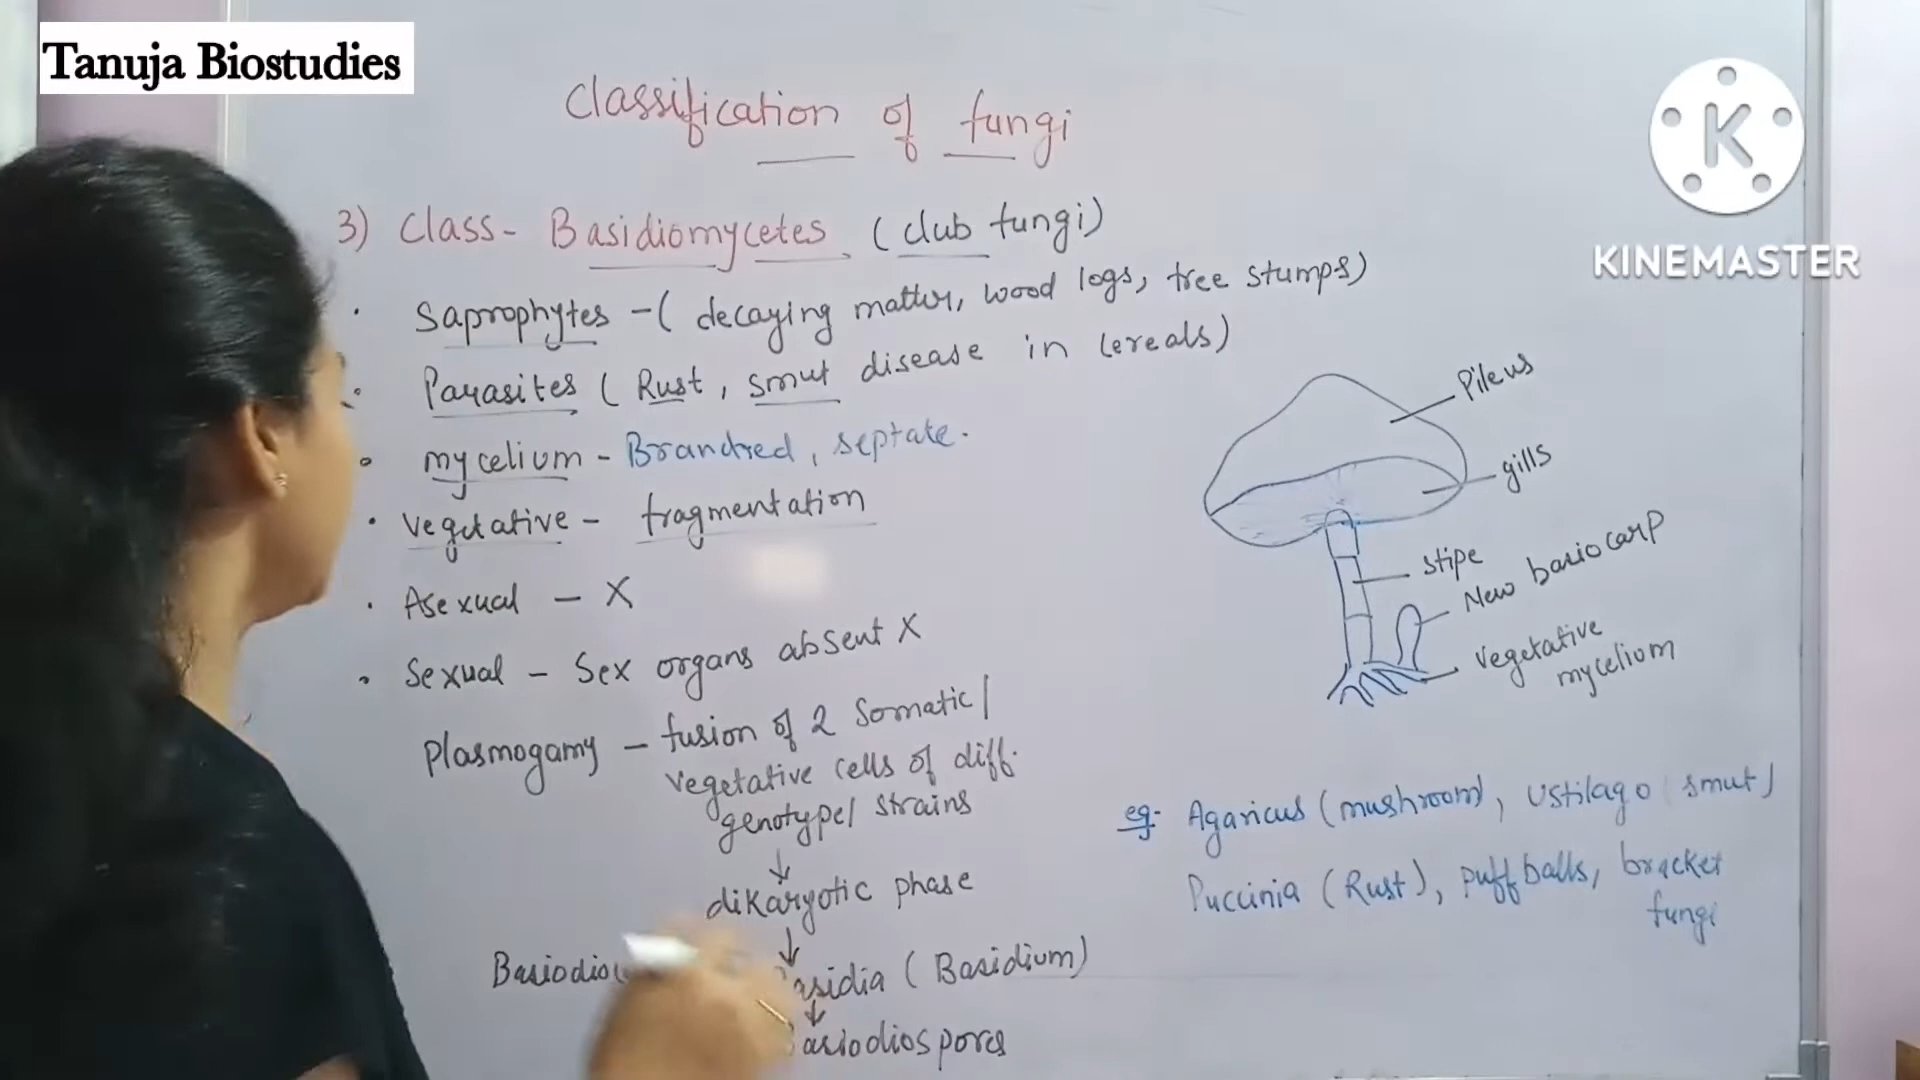 Tanuja Biostudies
Classification of fungi
KINEMASTER
3) Class- Basidiomycetes (club fungi)
• Saprophytes -( decaying matter, wood logs, tree stumps)
• Parasites ( Rust, smut disease in cereals)
• mycelium - Branched, septate.
• vegetative - fragmentation
• Asexual - X
• Sexual - Sex organs absent X
Plasmogamy - fusion of 2 Somatic/
vegetative cells of diff.
genotype/ strains
↓
dikaryotic phase
↓
(Basidium)
↓
Pileus
gills
stipe
New basiocarp
vegetative
mycelium
eg- Agaricus (mushroom), Ustilago (smut)
Puccinia (Rust), puffballs, bracket
fungi